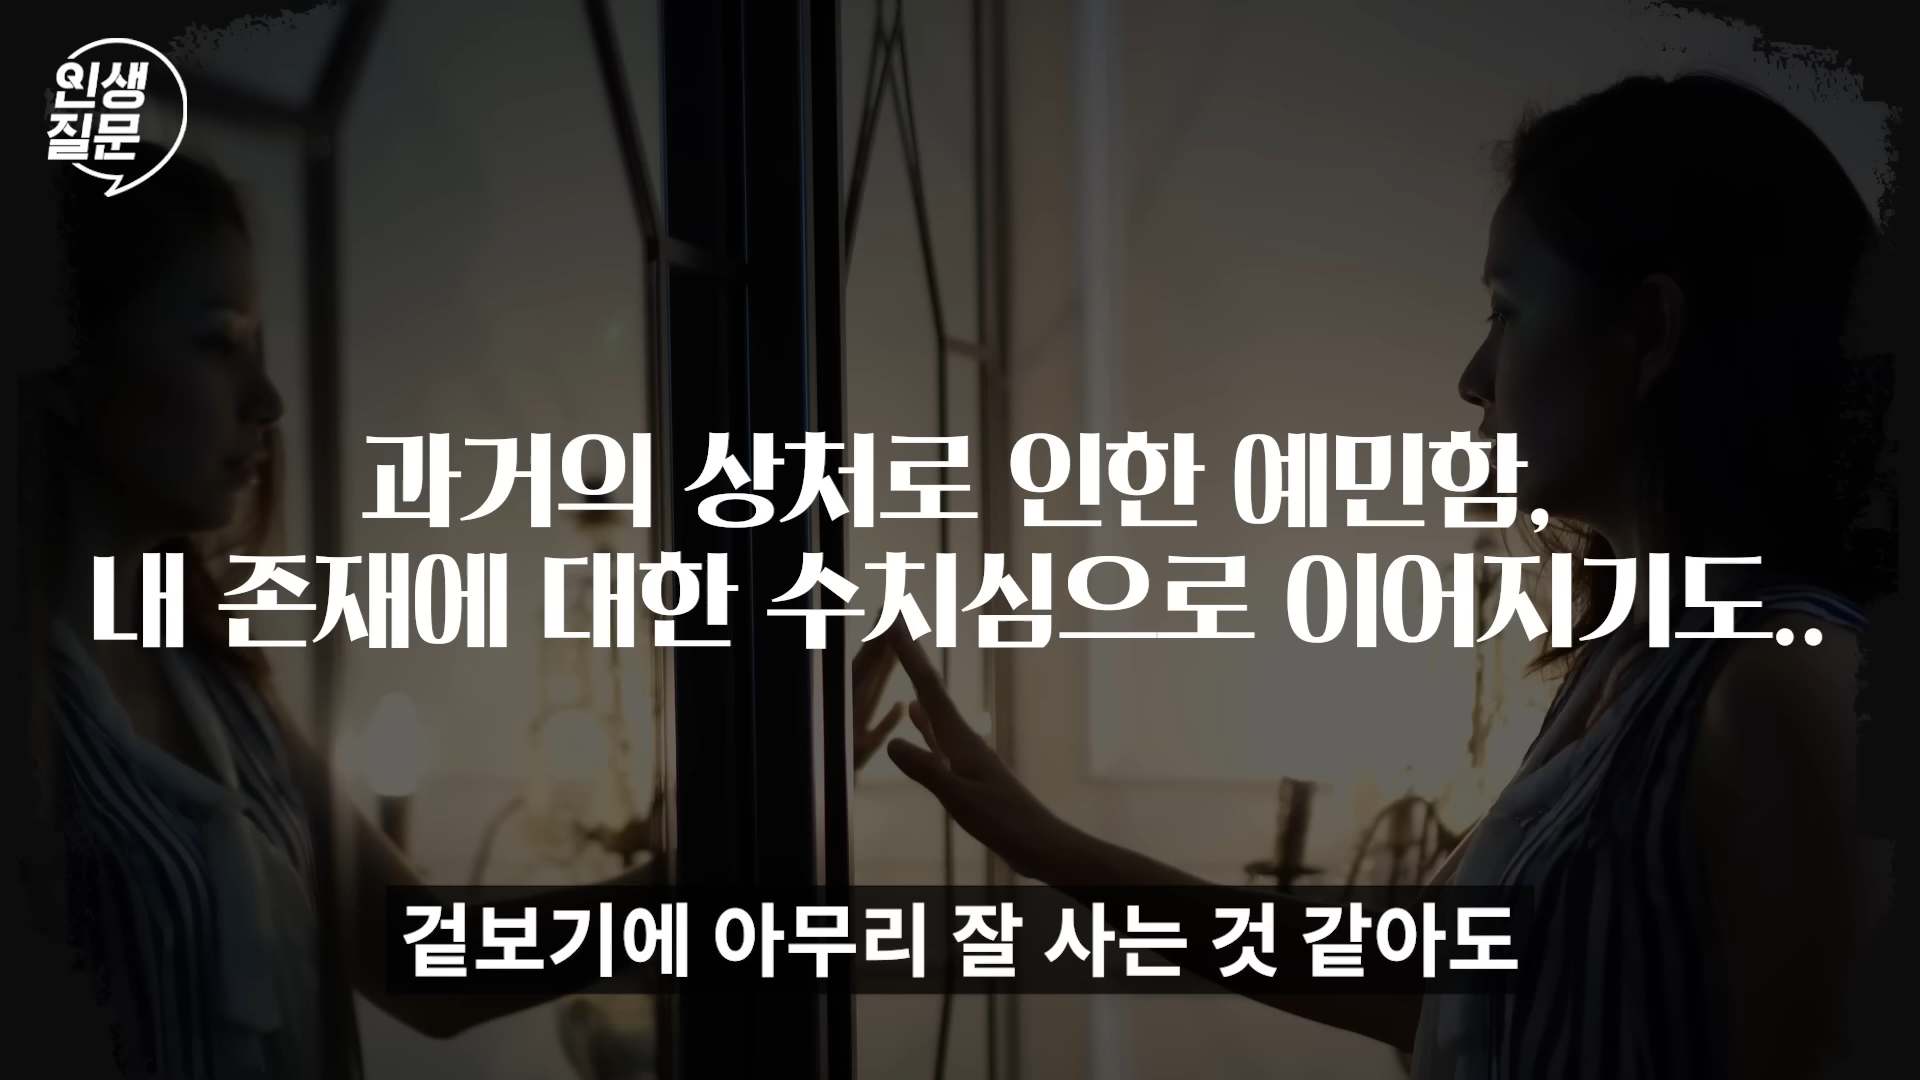 인생
질문
과거의 상처로 인한 예민함,
내 존재에 대한 수치심으로 이어지기도..
겉보기에 아무리 잘 사는 것 같아도